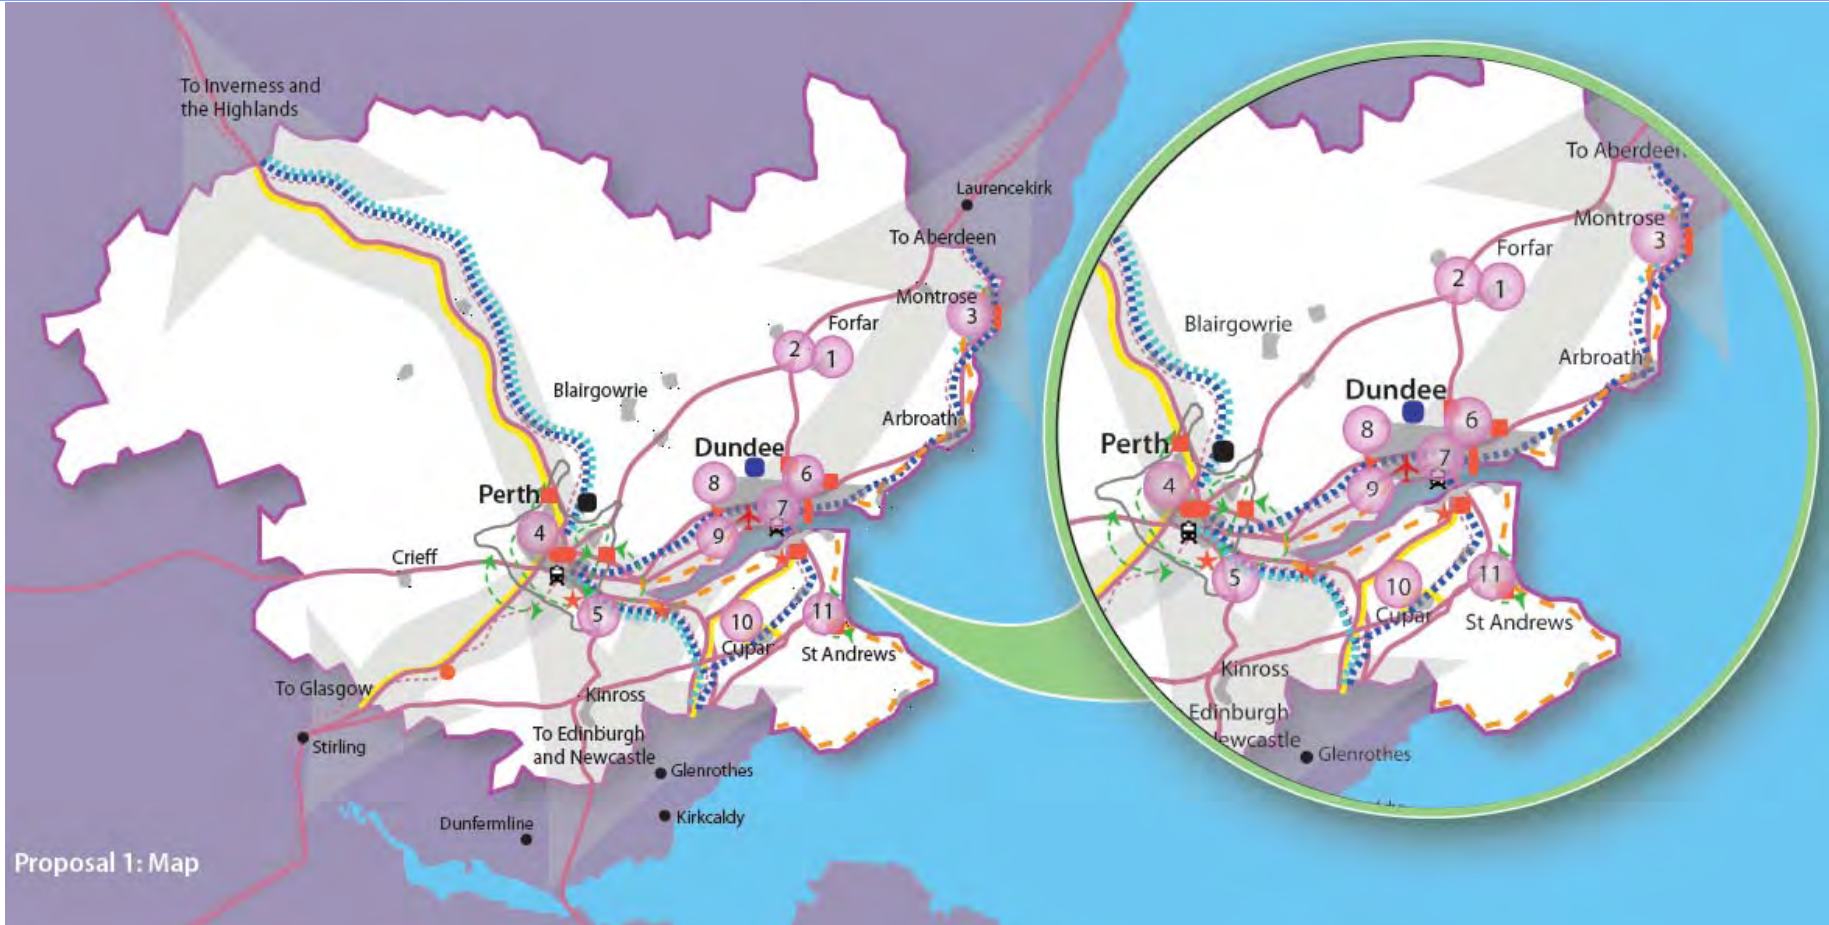 To Inverness and
the Highlands
Laurencekirk
To Aberdeen
Montrose
3
Forfar
2
1
Blairgowrie
Arbroath
Dundee
6
8
7
Perth
4
9
Crieff
5
10
11
Cupar
St Andrews
To Glasgow
Kinross
Stirling
To Edinburgh
and Newcastle
Glenrothes
Kirkcaldy
Dunfermline
Proposal 1: Map
To Aberdeen
Montrose
3
Forfar
2
1
Blairgowrie
Arbroath
Dundee
6
8
7
Perth
4
9
5
10
11
Cupar
St Andrews
Kinross
Edinburgh
ewcastle
Glenrothes